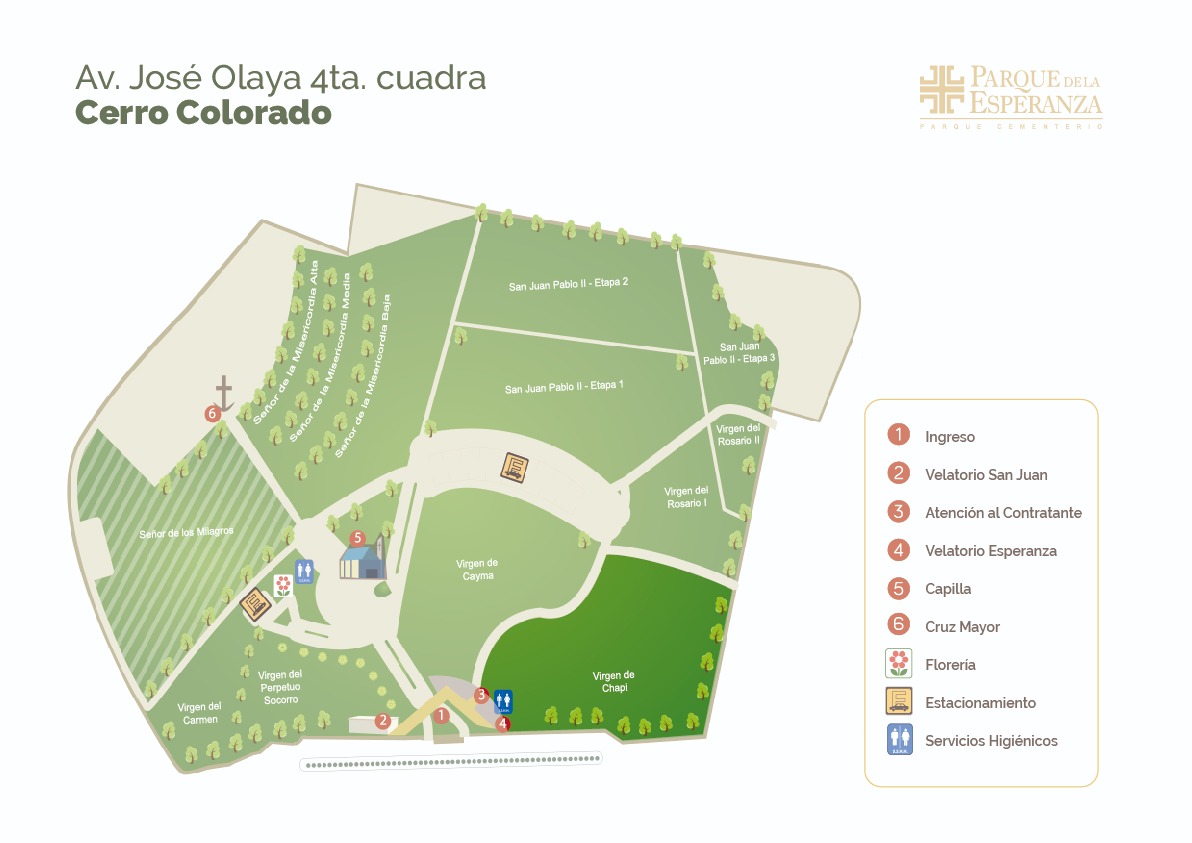 Av. José Olaya 4ta. cuadra
Cerro Colorado
PARQUE DE LA
ESPERANZA
PARQUE CEMENTERIO
San Juan Pablo II - Etapa 2
San Juan
Pablo II - Etapa 3
San Juan Pablo II - Etapa 1
Señor de la Misericordia Alta
Señor de la Misericordia Media
Señor de la Misericordia Baja
6
Virgen del
Rosario II
E
Virgen del
Rosario I
Señor de los Milagros
5
Virgen de
Cayma
E
Virgen del
Perpetuo
Socorro
Virgen de
Chapi
Virgen del
Carmen
3
2
1
4
1 Ingreso
2 Velatorio San Juan
3 Atención al Contratante
4 Velatorio Esperanza
5 Capilla
6 Cruz Mayor
Florería
E Estacionamiento
Servicios Higiénicos